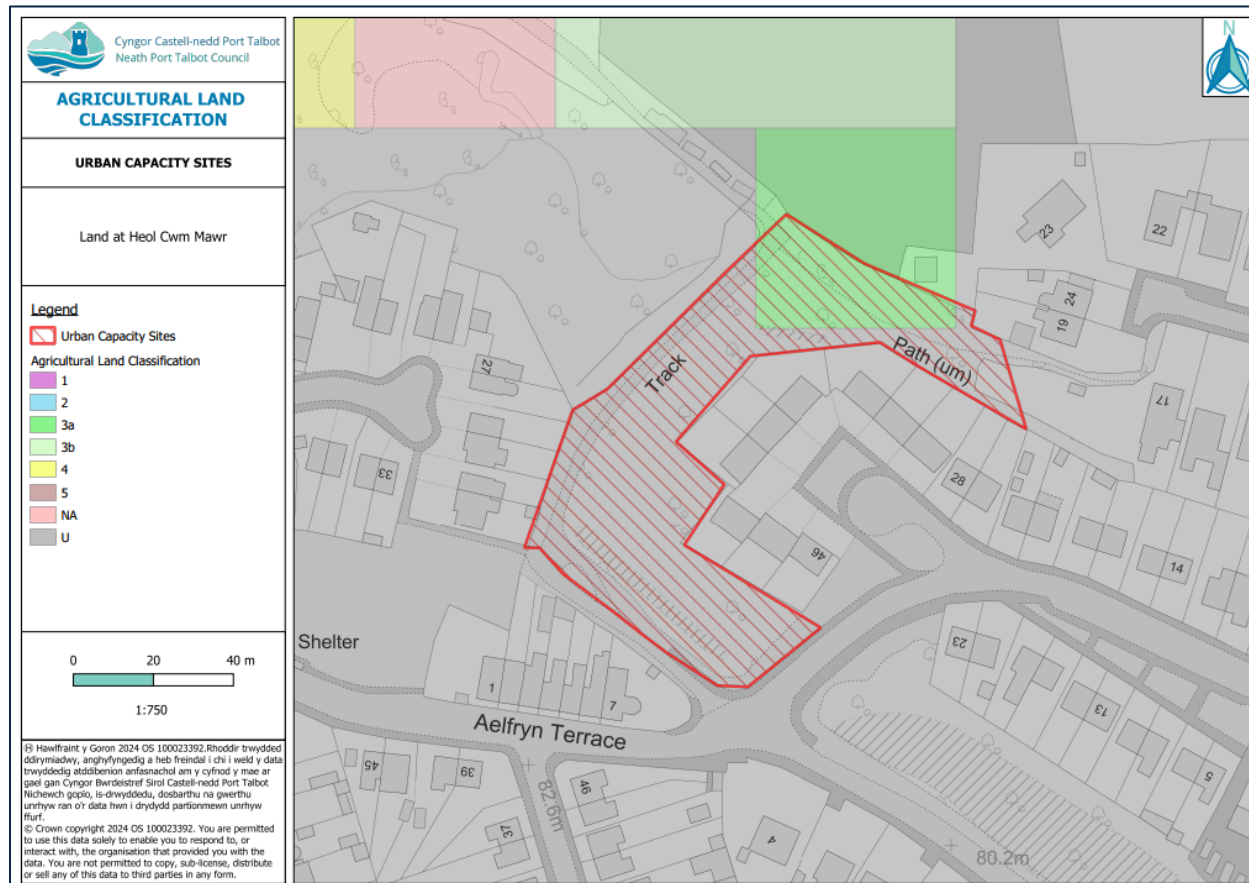 Cyngor Castell-nedd Port Talbot
Neath Port Talbot Council
AGRICULTURAL LAND
CLASSIFICATION
URBAN CAPACITY SITES
Land at Heol Cwm Mawr
Legend
Urban Capacity Sites
Agricultural Land Classification
1
2
3a
3b
4
5
NA
U
0 20 40 m
1:750
Ⓗ Hawlfraint y Goron 2024 OS 100023392.Rhoddir trwydded
ddirymiadwy, anghyfyngedig a heb freindal i chi i weld y data
trwyddedig atddibenion anfasnachol am y cyfnod y mae ar
gael gan Cyngor Bwrdeistref Sirol Castell-nedd Port Talbot
Nichewch gopïo, is-drwyddedu, dosbarthu na gwerthu
unrhyw ran o'r data hwn i drydydd partïonmewn unrhyw
ffurf.
© Crown copyright 2024 OS 100023392. You are permitted
to use this data solely to enable you to respond to, or
interact with, the organisation that provided you with the
data. You are not permitted to copy, sub-license, distribute
or sell any of this data to third parties in any form.
N
23
22
24
19
27
Track
Path (um)
17
33
28
46
14
Shelter
23
1
7
13
Aelfryn Terrace
45
39
46
5
82.6m
37
4
80.2m